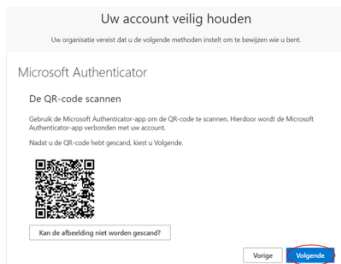 Uw account veilig houden
Uw organisatie vereist dat u de volgende methoden instelt om te bewijzen wie u bent.
Microsoft Authenticator
De QR-code scannen
Gebruik de Microsoft Authenticator-app om de QR-code te scannen. Hierdoor wordt de Microsoft
Authenticator-app verbonden met uw account.
Nadat u de QR-code hebt gescand, kiest u Volgende.
Kan de afbeelding niet worden gescand?
Vorige Volgende